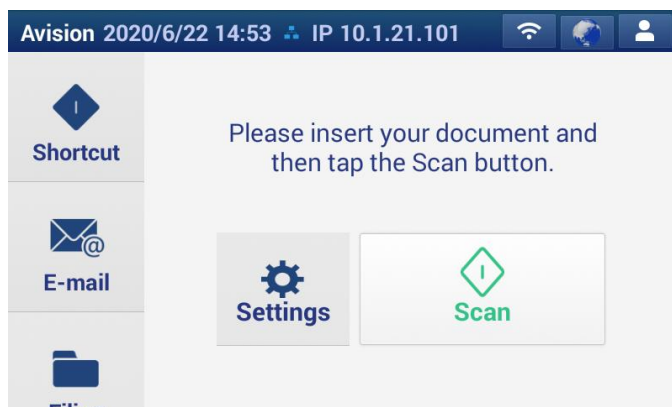 Avision 2020/6/22 14:53 IP 10.1.21.101
Shortcut
Please insert your document and
then tap the Scan button.
E-mail
Settings
Scan